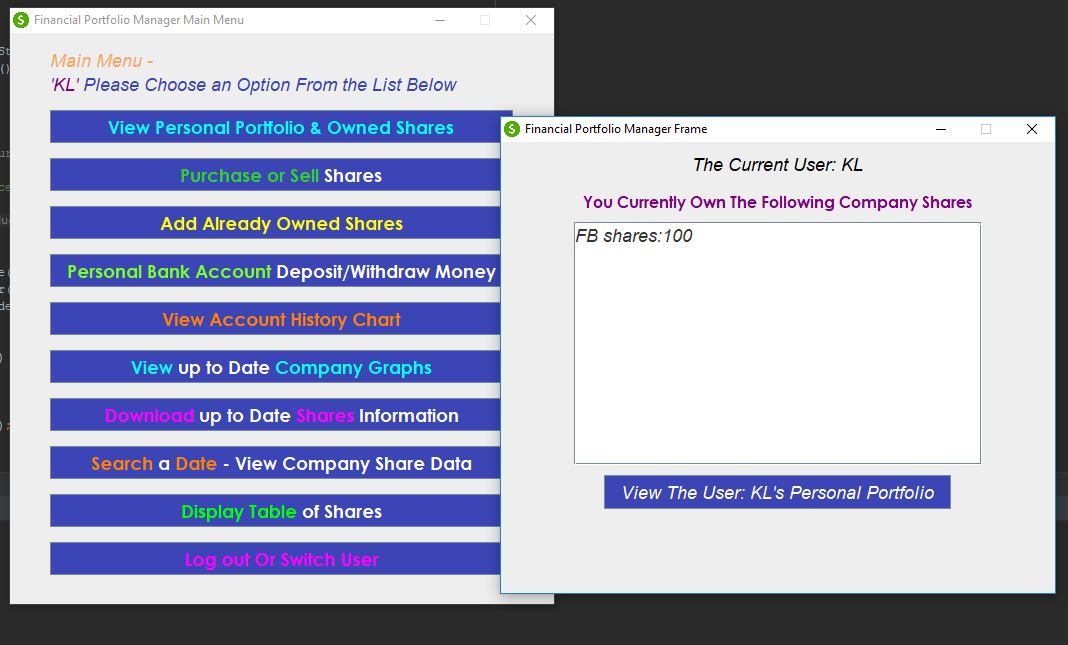 Financial Portfolio Manager Main Menu
Main Menu -
'KL' Please Choose an Option From the List Below
View Personal Portfolio & Owned Shares
Purchase or Sell Shares
Add Already Owned Shares
Personal Bank Account Deposit/Withdraw Money
View Account History Chart
View up to Date Company Graphs
Download up to Date Shares Information
Search a Date - View Company Share Data
Display Table of Shares
Log out Or Switch User
Financial Portfolio Manager Frame
The Current User: KL
You Currently Own The Following Company Shares
FB shares:100
View The User: KL's Personal Portfolio